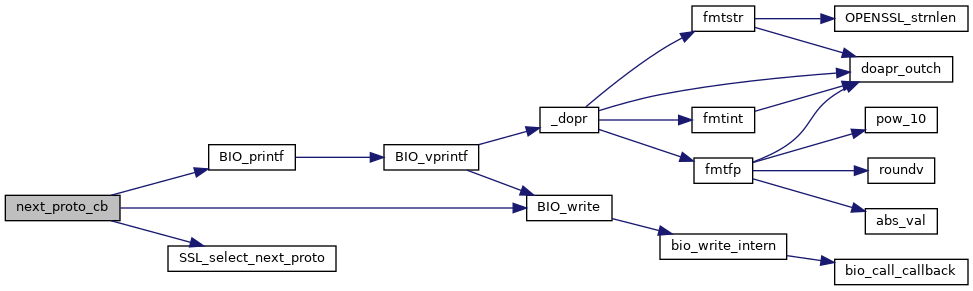 next_proto_cb
BIO_printf
SSL_select_next_proto
BIO_vprintf
_dopr
BIO_write
fmtstr
fmtint
fmtfp
bio_write_intern
OPENSSL_strnlen
doapr_outch
pow_10
roundv
abs_val
bio_call_callback